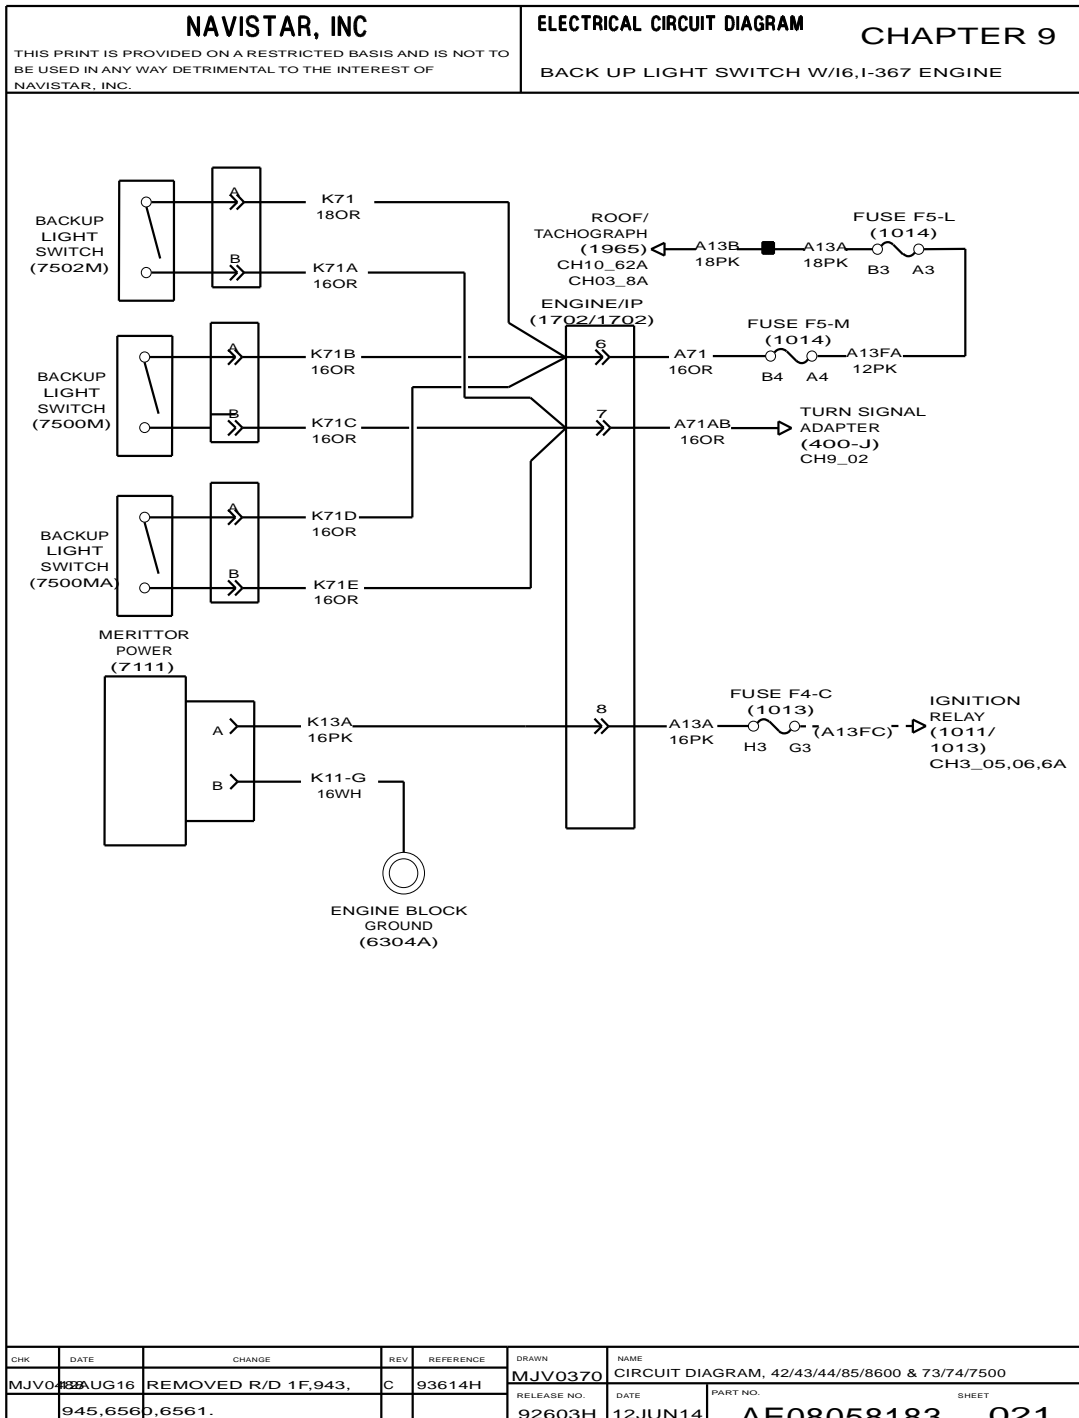 NAVISTAR, INC
THIS PRINT IS PROVIDED ON A RESTRICTED BASIS AND IS NOT TO
BE USED IN ANY WAY DETRIMENTAL TO THE INTEREST OF
NAVISTAR, INC.
ELECTRICAL CIRCUIT DIAGRAM
CHAPTER 9
BACK UP LIGHT SWITCH W/I6,I-367 ENGINE
BACKUP
LIGHT
SWITCH
(7502M)
A
B
K71
18OR
K71A
16OR
BACKUP
LIGHT
SWITCH
(7500M)
A
B
K71B
16OR
K71C
16OR
BACKUP
LIGHT
SWITCH
(7500MA)
A
B
K71D
16OR
K71E
16OR
MERITTOR
POWER
(7111)
A
B
K13A
16PK
K11-G
16WH
ENGINE BLOCK
GROUND
(6304A)
ROOF/
TACHOGRAPH
(1965)
CH10_62A
CH03_8A
A13B
18PK
A13A
18PK
FUSE F5-L
(1014)
B3 A3
ENGINE/IP
(1702/1702)
6
A71
16OR
FUSE F5-M
(1014)
B4 A4
A13FA
12PK
7
A71AB
16OR
TURN SIGNAL
ADAPTER
(400-J)
CH9_02
8
A13A
16PK
FUSE F4-C
(1013)
H3 G3
(A13FC)
IGNITION
RELAY
(1011/
1013)
CH3_05,06,6A
CHK DATE CHANGE REV REFERENCE
REMOVED R/D 1F,943, C 93614H
945,6560,6561.
DRAWN
MJV0370
NAME
CIRCUIT DIAGRAM, 42/43/44/85/8600 & 73/74/7500
RELEASE NO.
92603H
DATE
12JUN14
PART NO.
AE08058183
SHEET
021